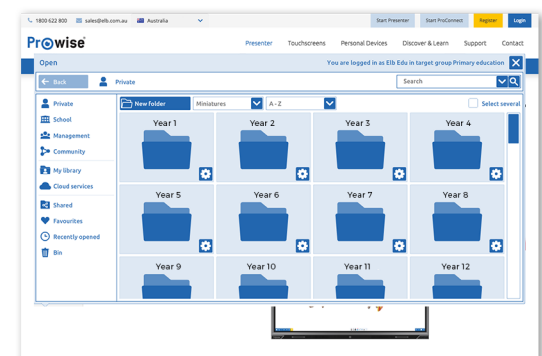 1800 622 800 sales@elb.com.au Australia Start Presenter Start ProConnect Register Login
Prowise Presenter Touchscreens Personal Devices Discover & Learn Support Contact
Open You are logged in as Elb Edu in target group Primary education
Back Private Search
Private
School
Management
Community
My library
Cloud services
Shared
Favourites
Recently opened
Bin
New folder Miniatures A - Z Select several
Year 1 Year 2 Year 3 Year 4
Year 5 Year 6 Year 7 Year 8
Year 9 Year 10 Year 11 Year 12